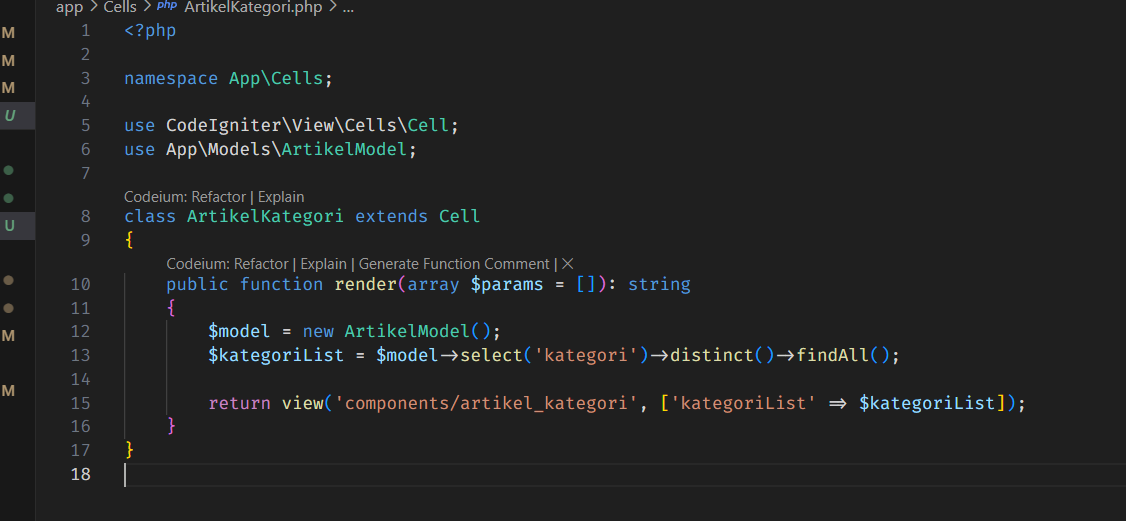 app > Cells > php ArtikelKategori.php > ...
M
1 <?php
2
M
3 namespace App\Cells;
M
4
U
5 use CodeIgniter\View\Cells\Cell;
6 use App\Models\ArtikelModel;
7
Codeium: Refactor | Explain
U
8 class ArtikelKategori extends Cell
9 {
Codeium: Refactor | Explain | Generate Function Comment | ×
10 public function render(array $params = []): string
11 {
M
12 $model = new ArtikelModel();
13 $kategoriList = $model->select('kategori')->distinct()->findAll();
14
M
15 return view('components/artikel_kategori', ['kategoriList' => $kategoriList]);
16 }
17 }
18